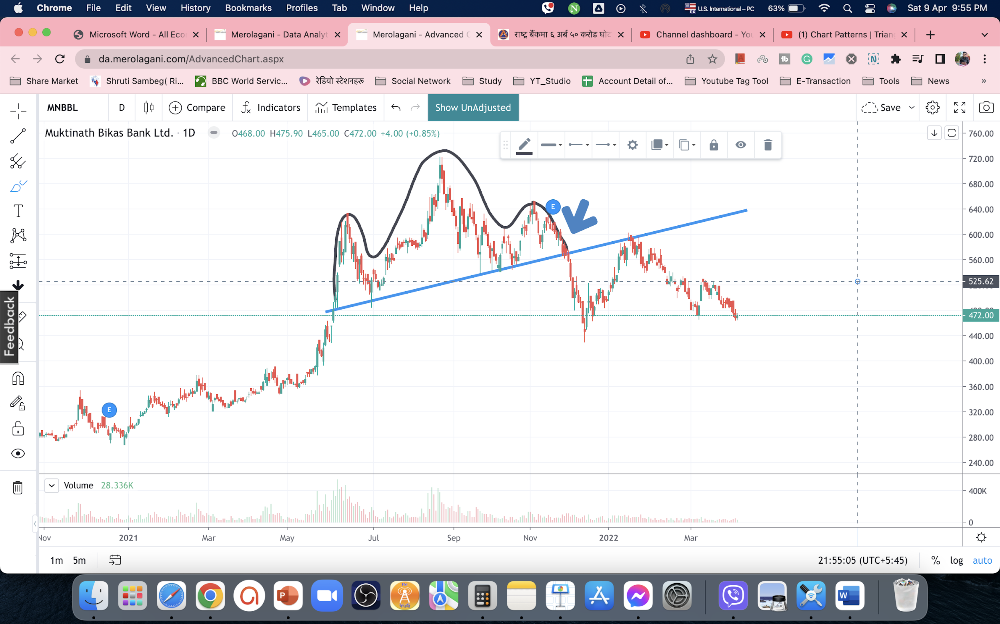 Chrome File Edit View History Bookmarks Profiles Tab Window Help U.S. International – PC 63% Sat 9 Apr 9:55 PM
Microsoft Word - All Eco Merolagani - Data Analyt Merolagani - Advanced C राष्ट्र बैंकमा ६ अर्ब ५० करोड घोट Channel dashboard - You (1) Chart Patterns | Trian
da.merolagani.com/AdvancedChart.aspx
Share Market Shruti Sambeg( Ri... BBC World Servic... रेडियो स्टेशनहरू Social Network Study YT_Studio Account Detail of... Youtube Tag Tool E-Transaction Tools News »
MNBBL D Compare Indicators Templates Show UnAdjusted Save
Muktinath Bikas Bank Ltd. · 1D O468.00 H475.90 L465.00 C472.00 +4.00 (+0.85%)
760.00
720.00
680.00
640.00
600.00
560.00
525.62
472.00
440.00
400.00
360.00
320.00
280.00
240.00
E
E
Feedback
Volume 28.336K
400K
0
Nov 2021 Mar May Jul Sep Nov 2022 Mar
1m 5m 21:55:05 (UTC+5:45) % log auto